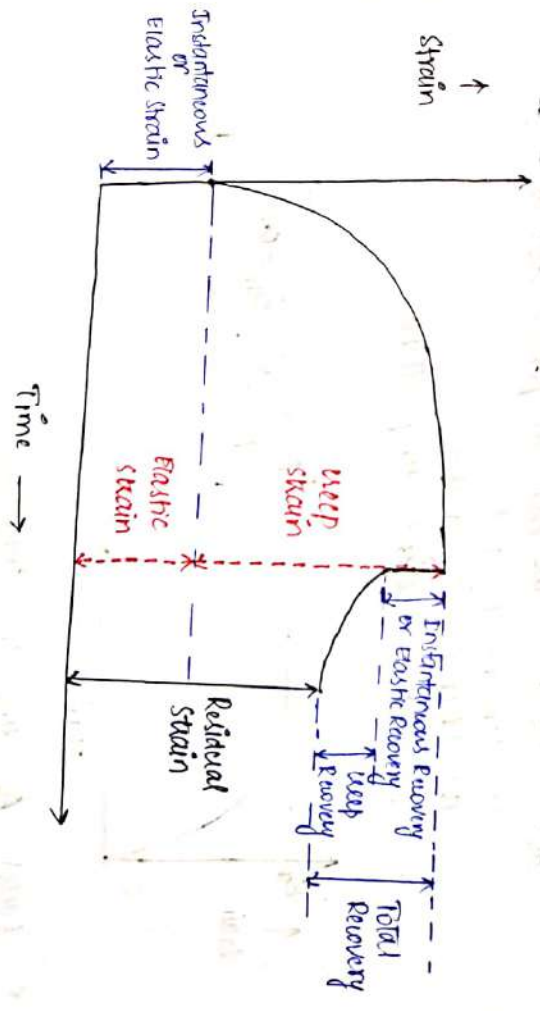 Strain
↑
Instantaneous
or
Elastic Strain
Creep
strain
Elastic
strain
Instantaneous Recovery
or Elastic Recovery
Creep
Recovery
Total
Recovery
Residual
Strain
Time →